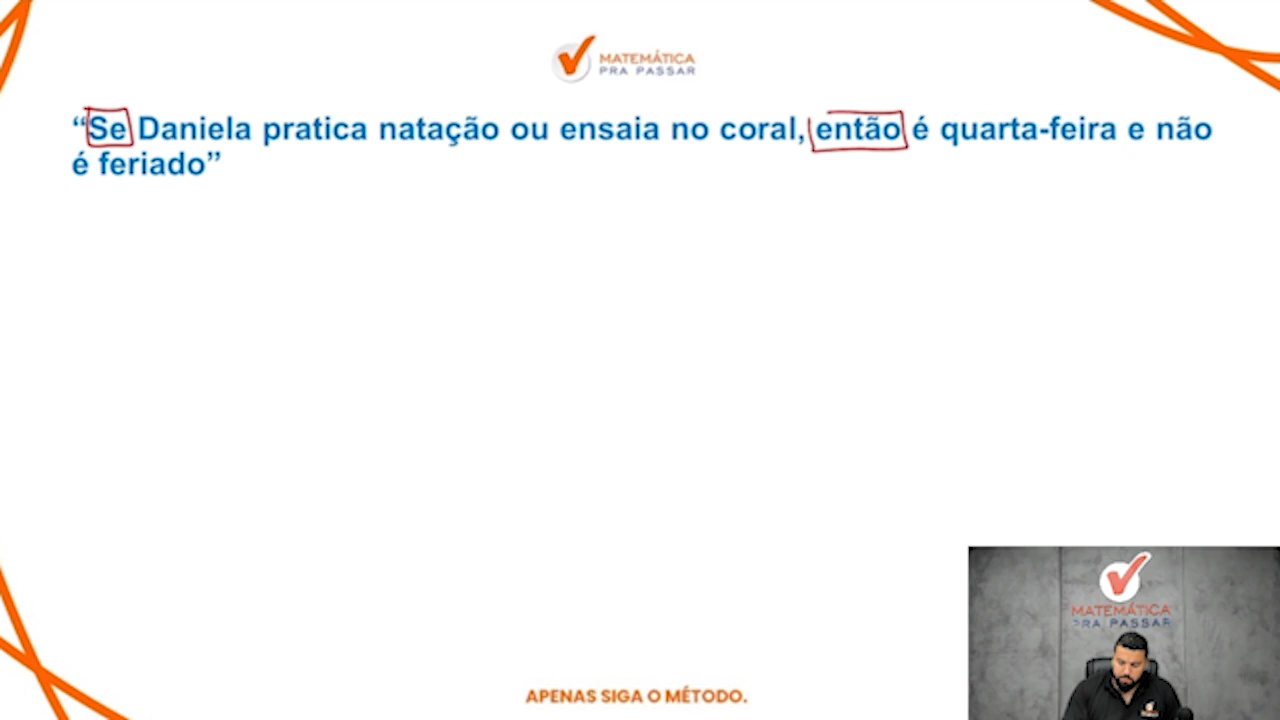 MATEMÁTICA
PRA PASSAR
“Se Daniela pratica natação ou ensaia no coral, então é quarta-feira e não
é feriado”
MATEMÁTICA
PRA PASSAR
APENAS SIGA O MÉTODO.